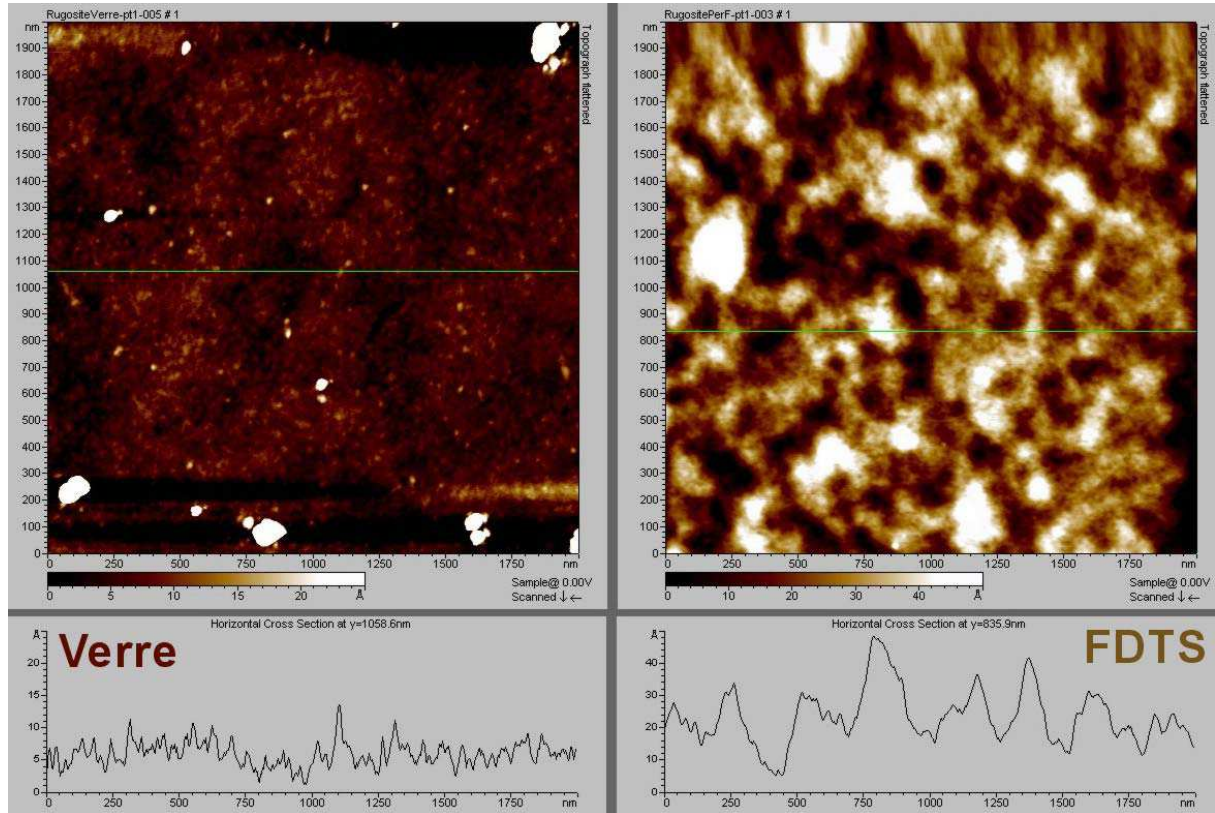 RugositeVerre-pt1-005 # 1
nm
1900
1800
1700
1600
1500
1400
1300
1200
1100
1000
900
800
700
600
500
400
300
200
100
0
0 250 500 750 1000 1250 1500 1750 nm
Topograph flattened
0 5 10 15 20 Å
Sample@ 0.00V
Scanned ↓ ←
RugositePerF-pt1-003 # 1
nm
1900
1800
1700
1600
1500
1400
1300
1200
1100
1000
900
800
700
600
500
400
300
200
100
0
0 250 500 750 1000 1250 1500 1750 nm
Topograph flattened
0 10 20 30 40 Å
Sample@ 0.00V
Scanned ↓ ←
Horizontal Cross Section at y=1058.6nm
Verre
Å
20
15
10
5
0
0 250 500 750 1000 1250 1500 1750 nm
Horizontal Cross Section at y=835.9nm
FDTS
Å
40
30
20
10
0
0 250 500 750 1000 1250 1500 1750 nm